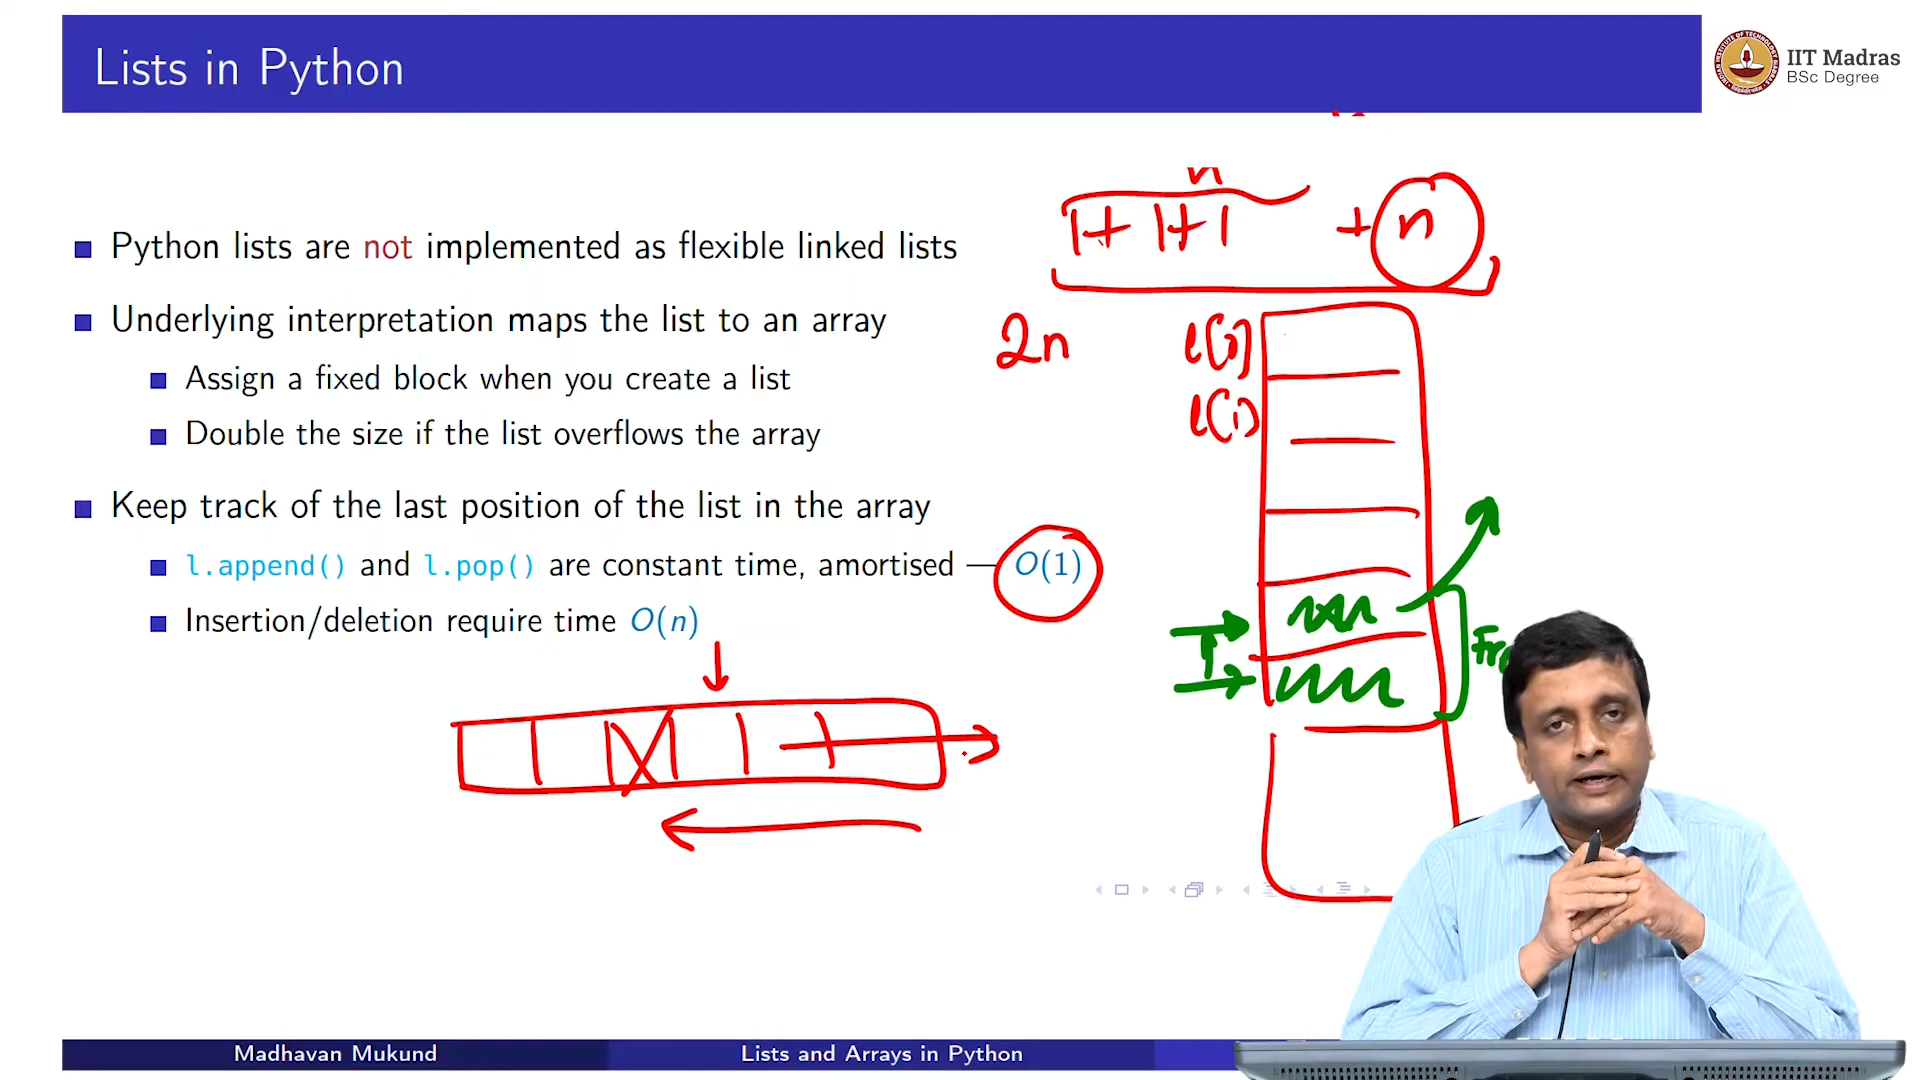 Lists in Python
IIT Madras
BSc Degree
Python lists are not implemented as flexible linked lists
Underlying interpretation maps the list to an array
Assign a fixed block when you create a list
Double the size if the list overflows the array
Keep track of the last position of the list in the array
l.append() and l.pop() are constant time, amortised — O(1)
Insertion/deletion require time O(n)
n
1+1+1 + n
2n
l(0)
l(1)
Fre
Madhavan Mukund
Lists and Arrays in Python